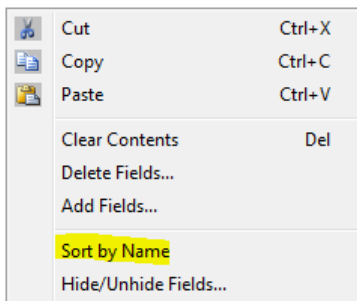 Cut Ctrl+X
Copy Ctrl+C
Paste Ctrl+V
Clear Contents Del
Delete Fields...
Add Fields...
Sort by Name
Hide/Unhide Fields...